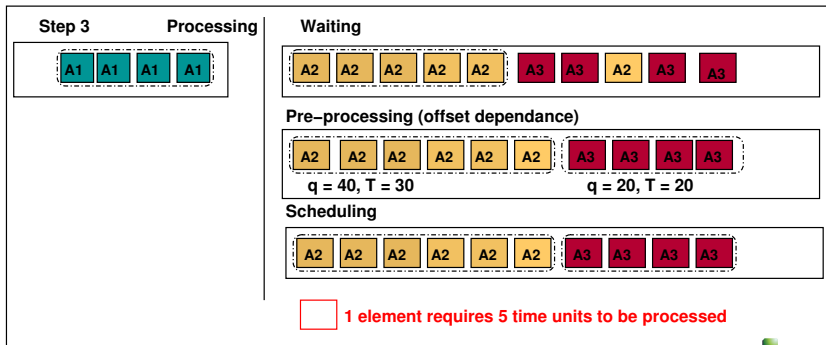 Step 3 Processing Waiting
A1 A1 A1 A1 A2 A2 A2 A2 A2 A3 A3 A2 A3 A3
Pre-processing (offset dependance)
A2 A2 A2 A2 A2 A2 A3 A3 A3 A3
q = 40, T = 30 q = 20, T = 20
Scheduling
A2 A2 A2 A2 A2 A2 A3 A3 A3 A3
1 element requires 5 time units to be processed